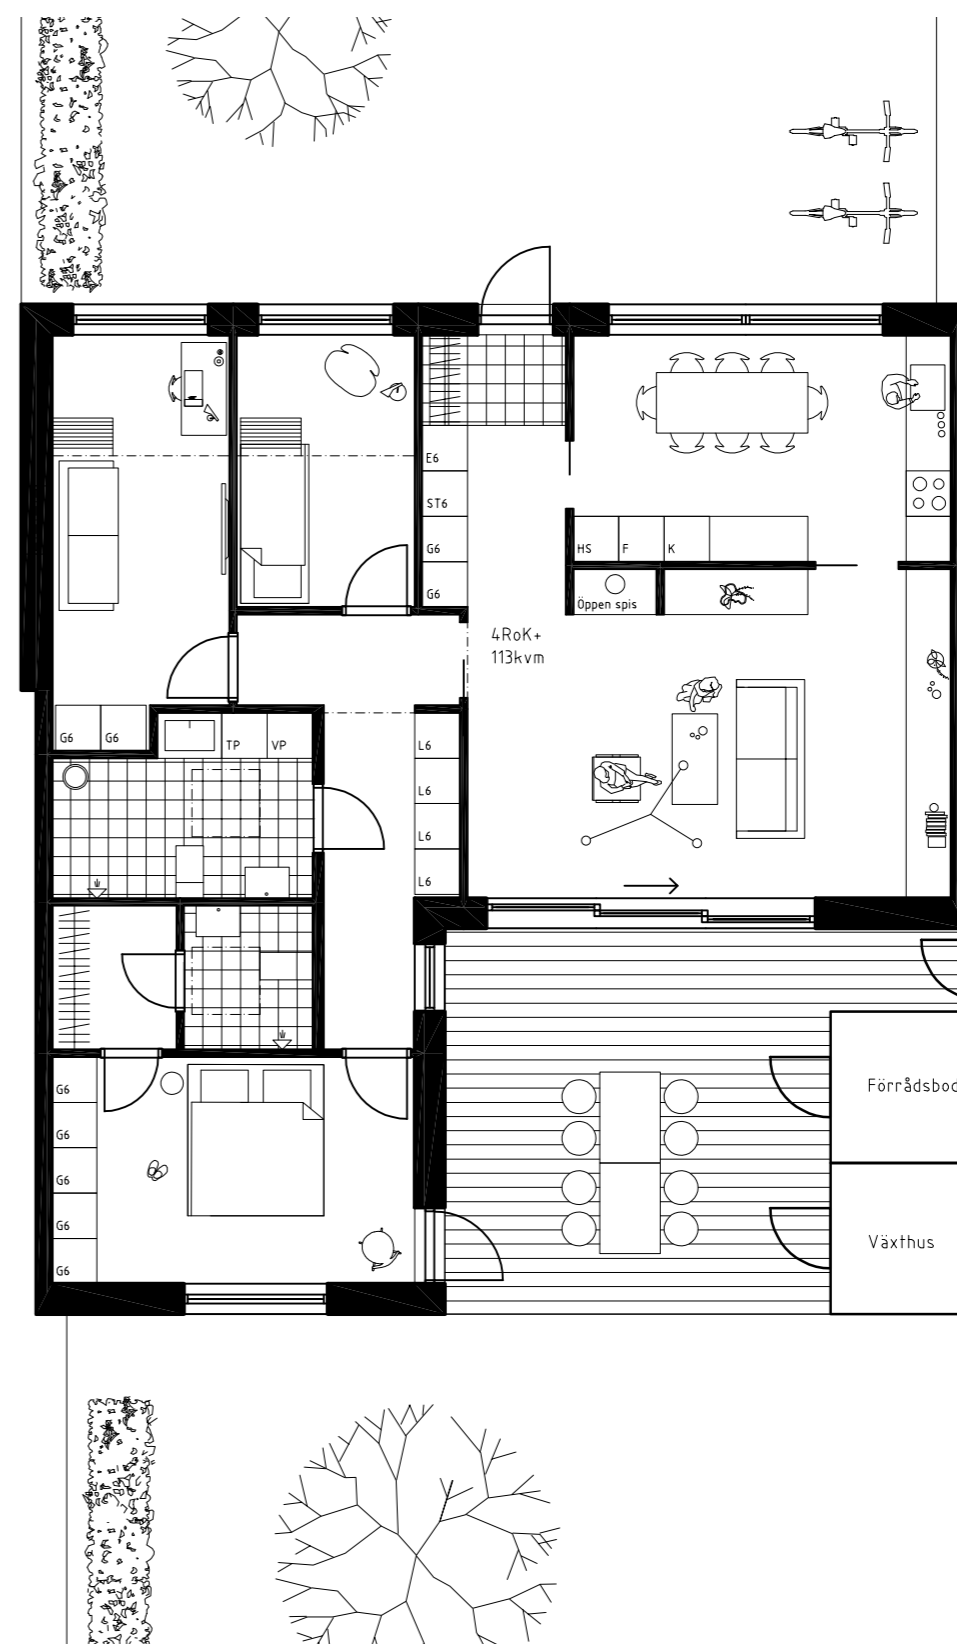 E6
ST6
G6
HS F K
G6
Öppen spis
4RoK+
113kvm
G6 G6
TP VP
L6
L6
L6
L6
G6
G6
G6
G6
G6
Förrådsbod
Växthus